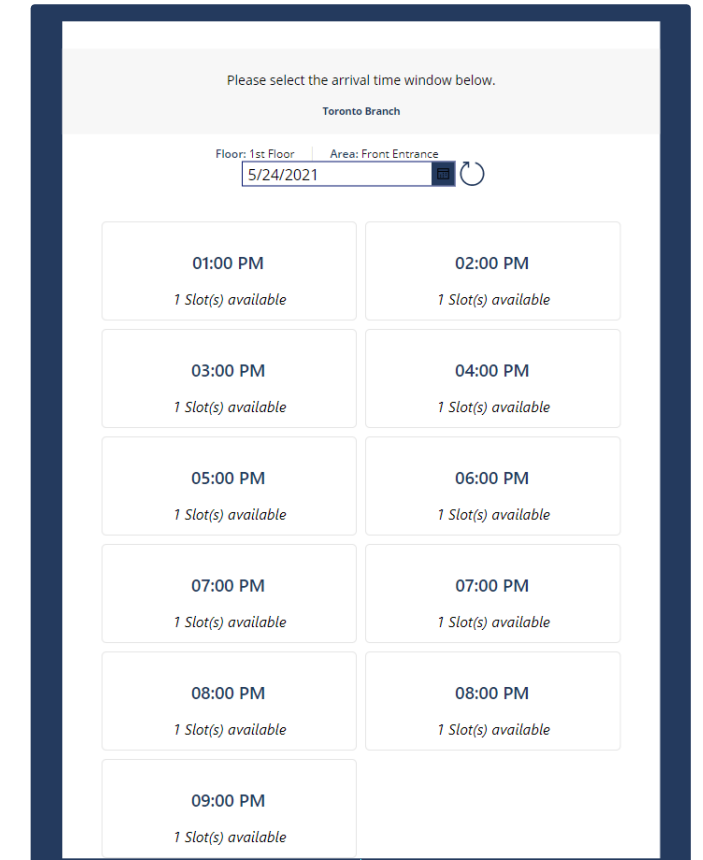 Please select the arrival time window below.
Toronto Branch
Floor: 1st Floor Area: Front Entrance
5/24/2021
01:00 PM 02:00 PM
1 Slot(s) available 1 Slot(s) available
03:00 PM 04:00 PM
1 Slot(s) available 1 Slot(s) available
05:00 PM 06:00 PM
1 Slot(s) available 1 Slot(s) available
07:00 PM 07:00 PM
1 Slot(s) available 1 Slot(s) available
08:00 PM 08:00 PM
1 Slot(s) available 1 Slot(s) available
09:00 PM
1 Slot(s) available